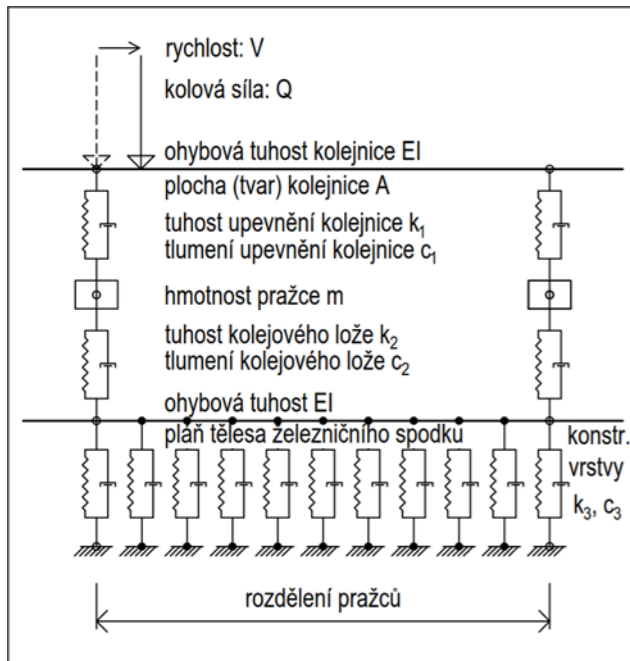 rychlost: V
kolová síla: Q
ohybová tuhost kolejnice EI
plocha (tvar) kolejnice A
tuhost upevnění kolejnice k₁
tlumení upevnění kolejnice c₁
hmotnost pražce m
tuhost kolejového lože k₂
tlumení kolejového lože c₂
ohybová tuhost EI
pláň tělesa železničního spodku
konstr.
vrstvy
k₃, c₃
rozdělení pražců